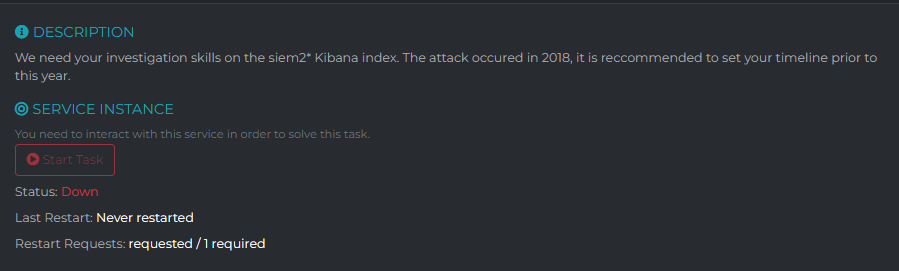 DESCRIPTION
We need your investigation skills on the siem2* Kibana index. The attack occured in 2018, it is reccommended to set your timeline prior to
this year.
SERVICE INSTANCE
You need to interact with this service in order to solve this task.
Start Task
Status: Down
Last Restart: Never restarted
Restart Requests: requested / 1 required